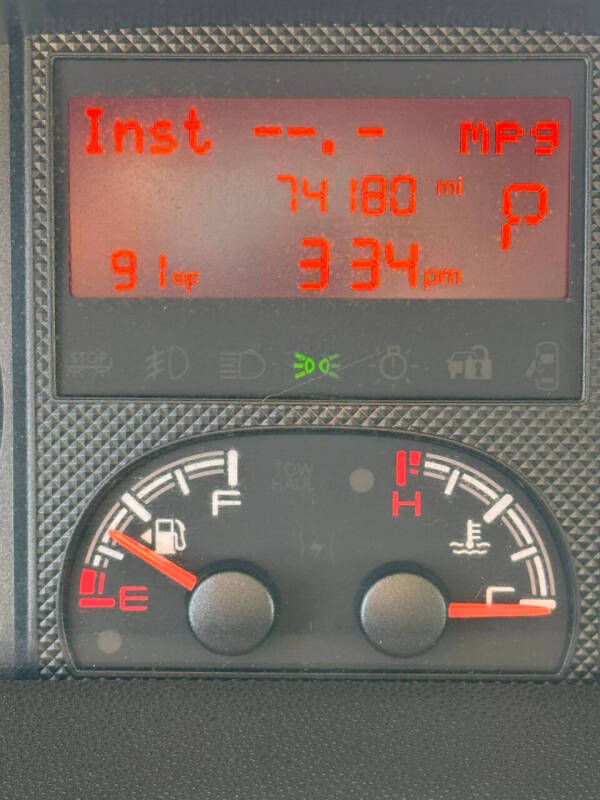 Inst --.- mpg
74180 mi
P
91°F 3 34 pm
STOP
TOW
HAUL
F H
E C